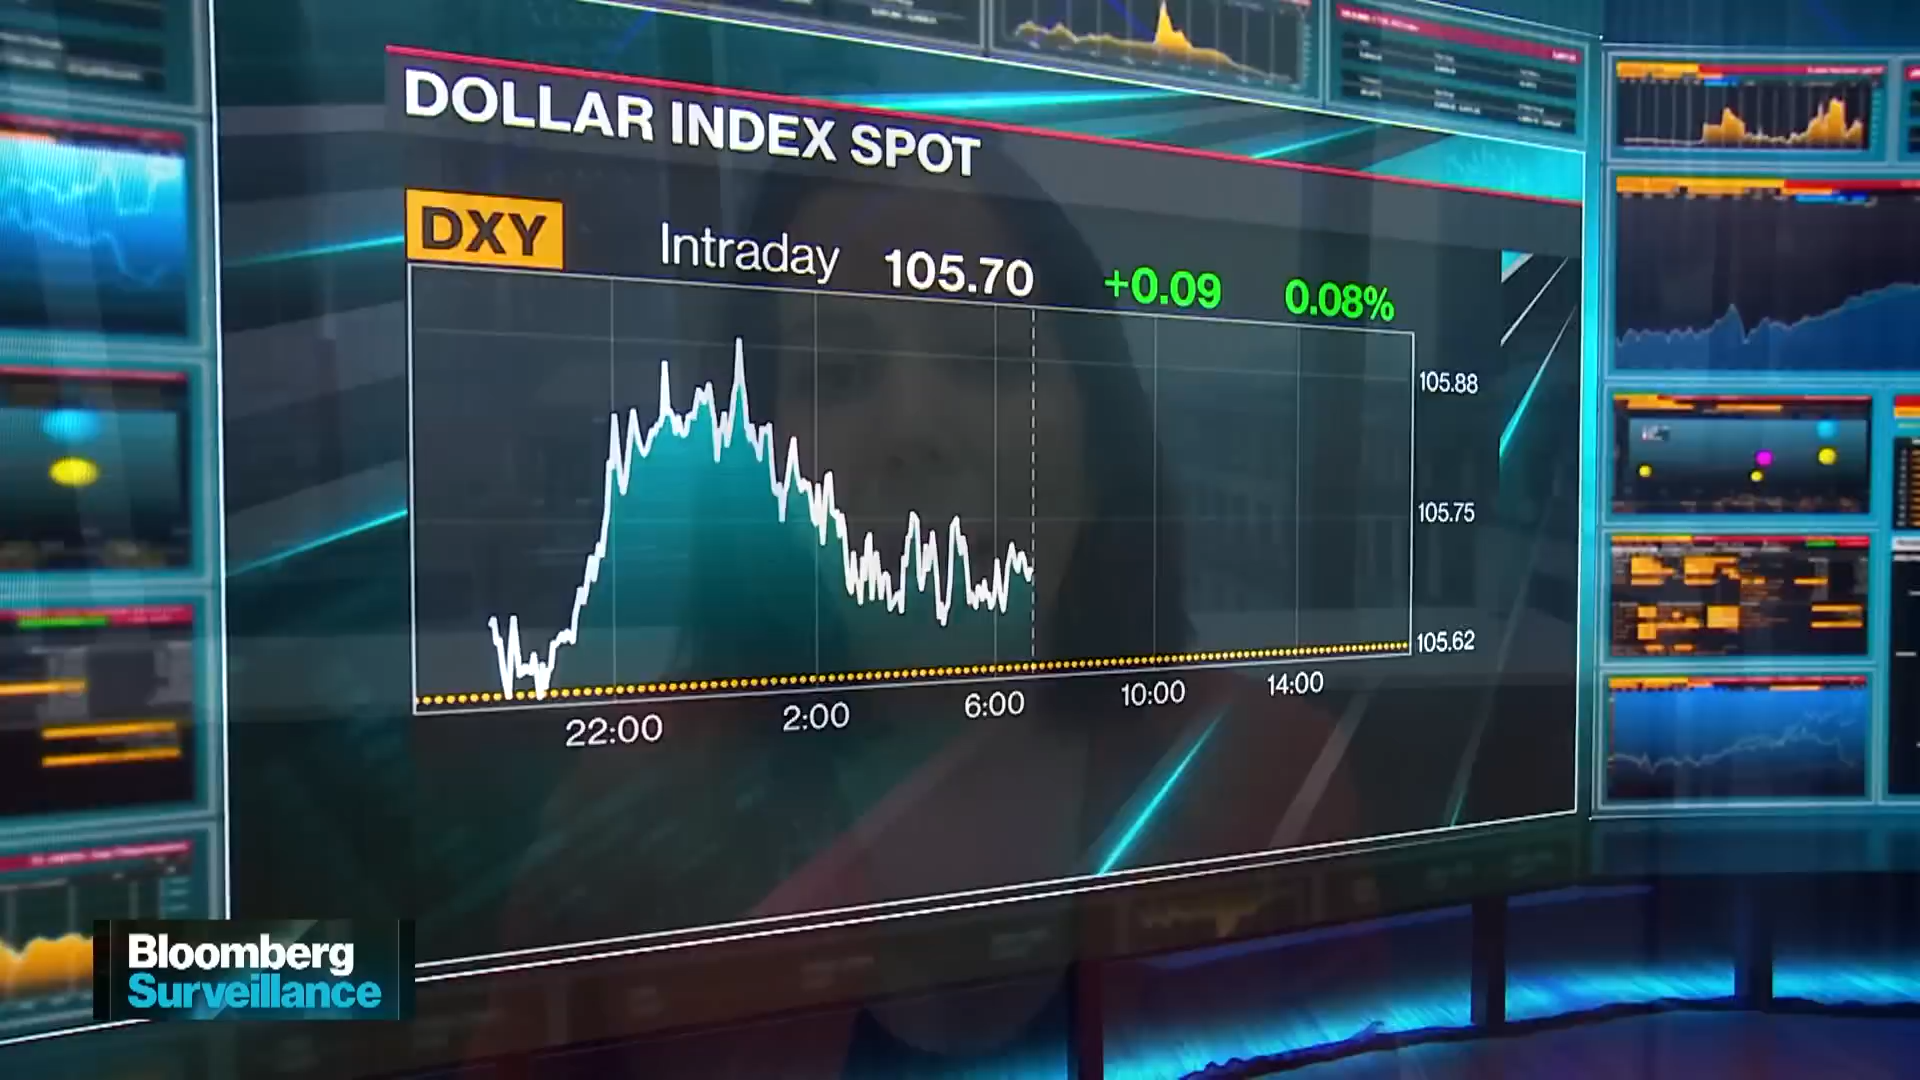 DOLLAR INDEX SPOT
DXY Intraday 105.70 +0.09 0.08%
105.88
105.75
105.62
22:00 2:00 6:00 10:00 14:00
Bloomberg
Surveillance